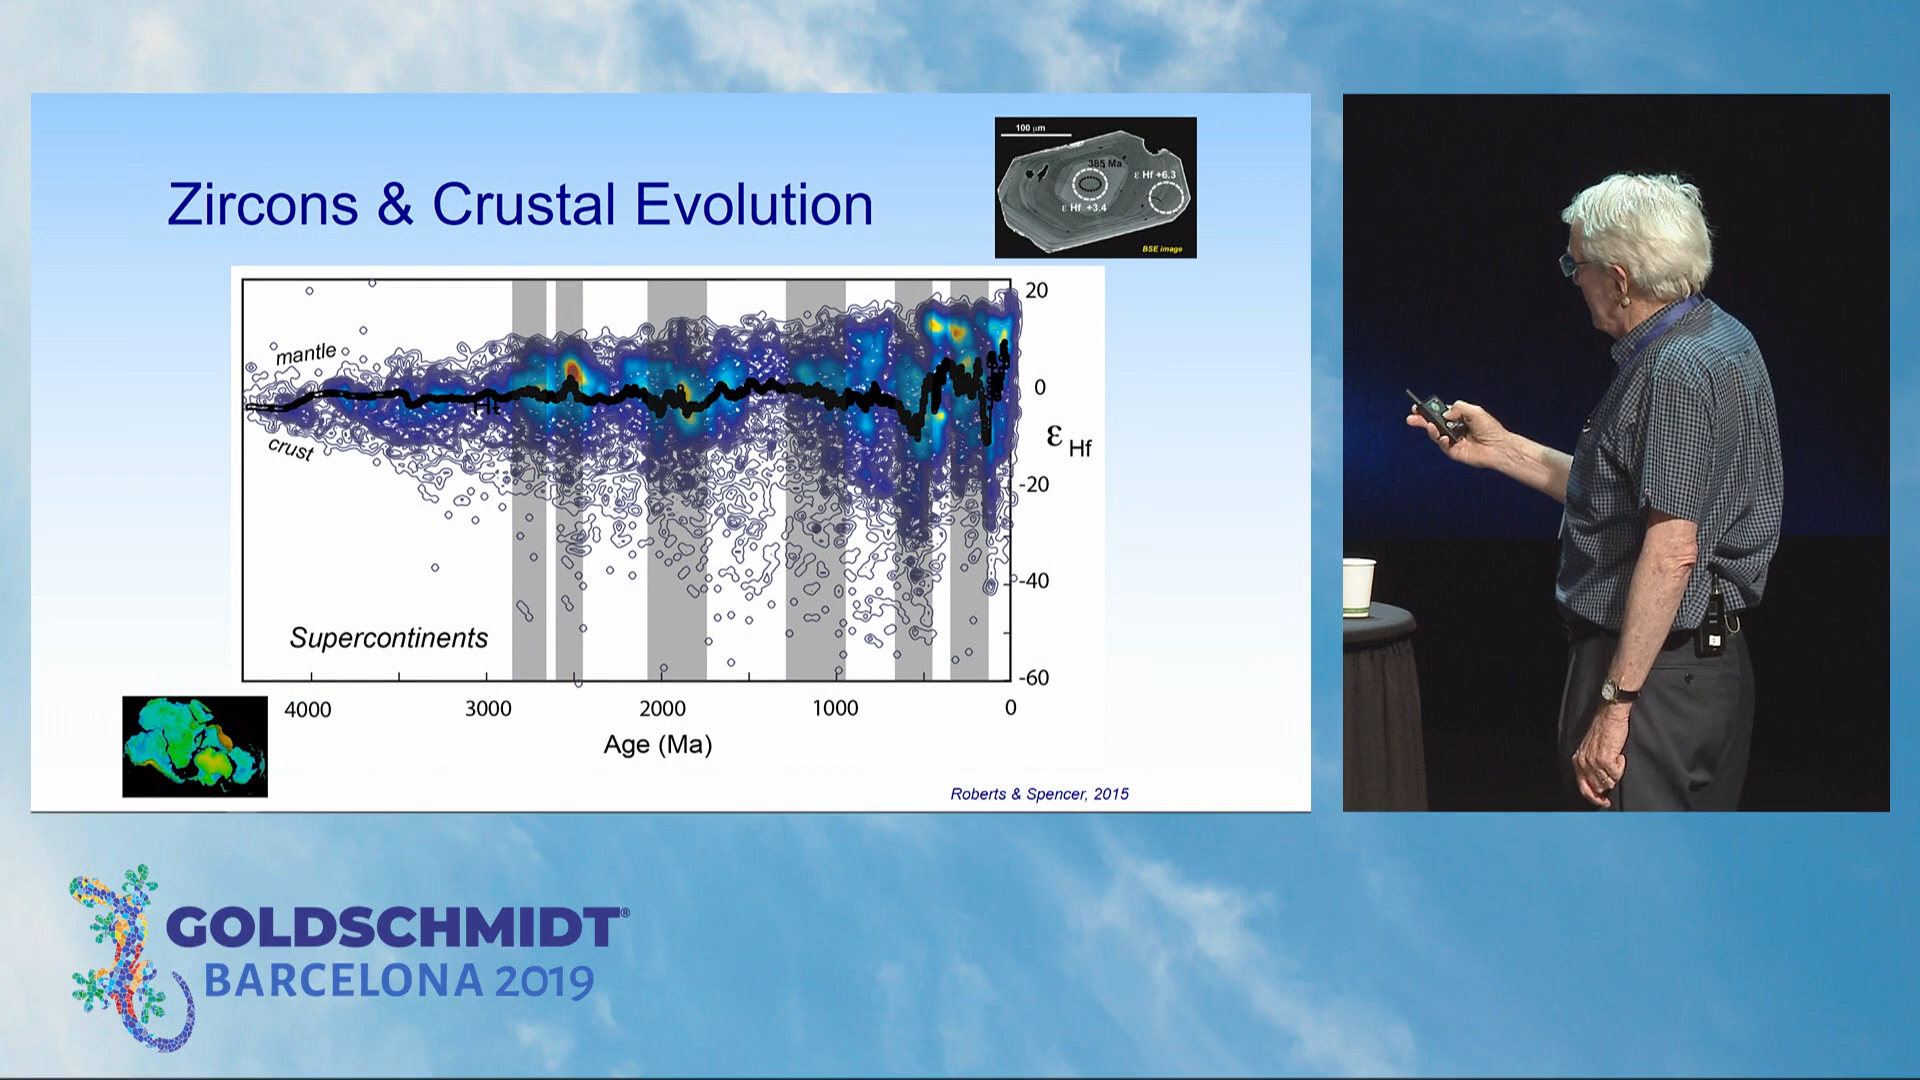 Zircons & Crustal Evolution
100 µm
385 Ma
ε Hf +6.3
ε Hf +3.4
BSE image
mantle
crust
Hf
20
0
ε Hf
-20
-40
-60
Supercontinents
4000 3000 2000 1000 0
Age (Ma)
Roberts & Spencer, 2015
GOLDSCHMIDT®
BARCELONA 2019